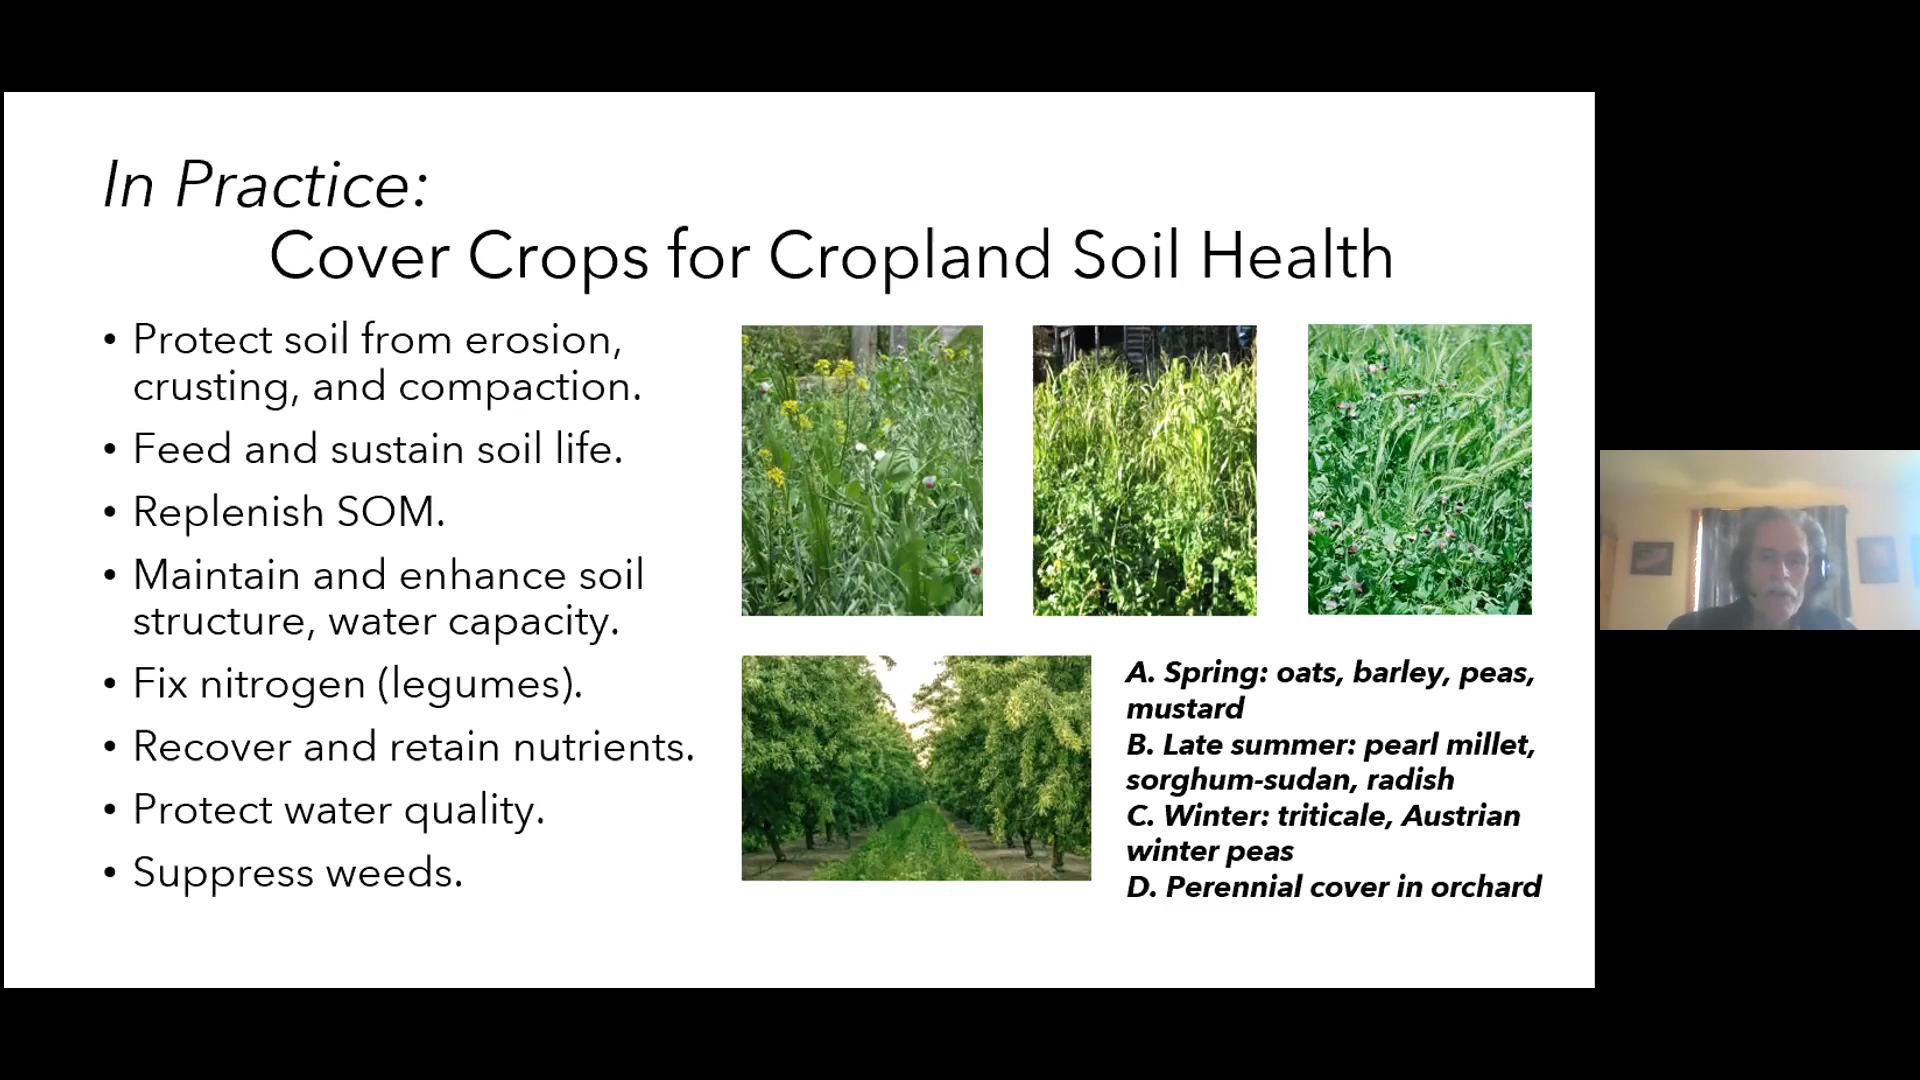 In Practice:
Cover Crops for Cropland Soil Health
• Protect soil from erosion,
crusting, and compaction.
• Feed and sustain soil life.
• Replenish SOM.
• Maintain and enhance soil
structure, water capacity.
• Fix nitrogen (legumes).
• Recover and retain nutrients.
• Protect water quality.
• Suppress weeds.
A. Spring: oats, barley, peas,
mustard
B. Late summer: pearl millet,
sorghum-sudan, radish
C. Winter: triticale, Austrian
winter peas
D. Perennial cover in orchard